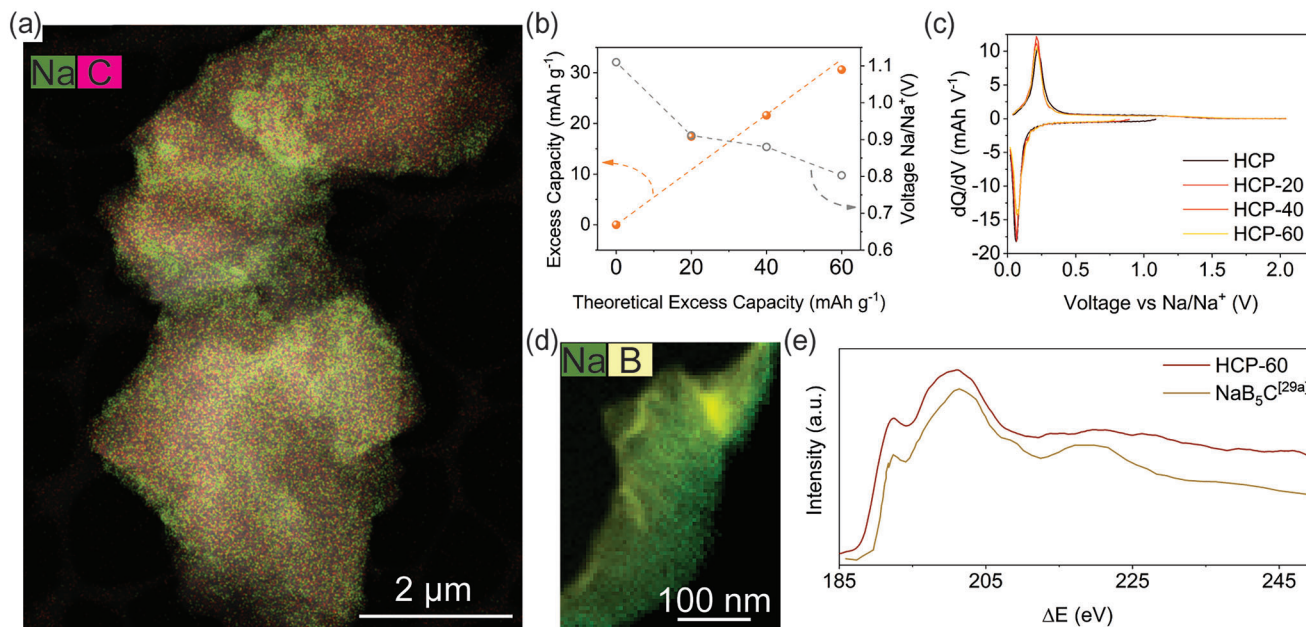 (a)
Na C
2 μm
(b)
Excess Capacity (mAh g⁻¹)
30
20
10
0
0 20 40 60
Theoretical Excess Capacity (mAh g⁻¹)
1.1
1.0
0.9
0.8
0.7
0.6
Voltage Na/Na⁺(V)
(c)
dQ/dV (mAh V⁻¹)
10
5
0
-5
-10
-15
-20
0.0 0.5 1.0 1.5 2.0
Voltage vs Na/Na⁺ (V)
HCP
HCP-20
HCP-40
HCP-60
(d)
Na B
100 nm
(e)
Intensity (a.u.)
HCP-60
NaB₅C[29a]
185 205 225 245
ΔE (eV)